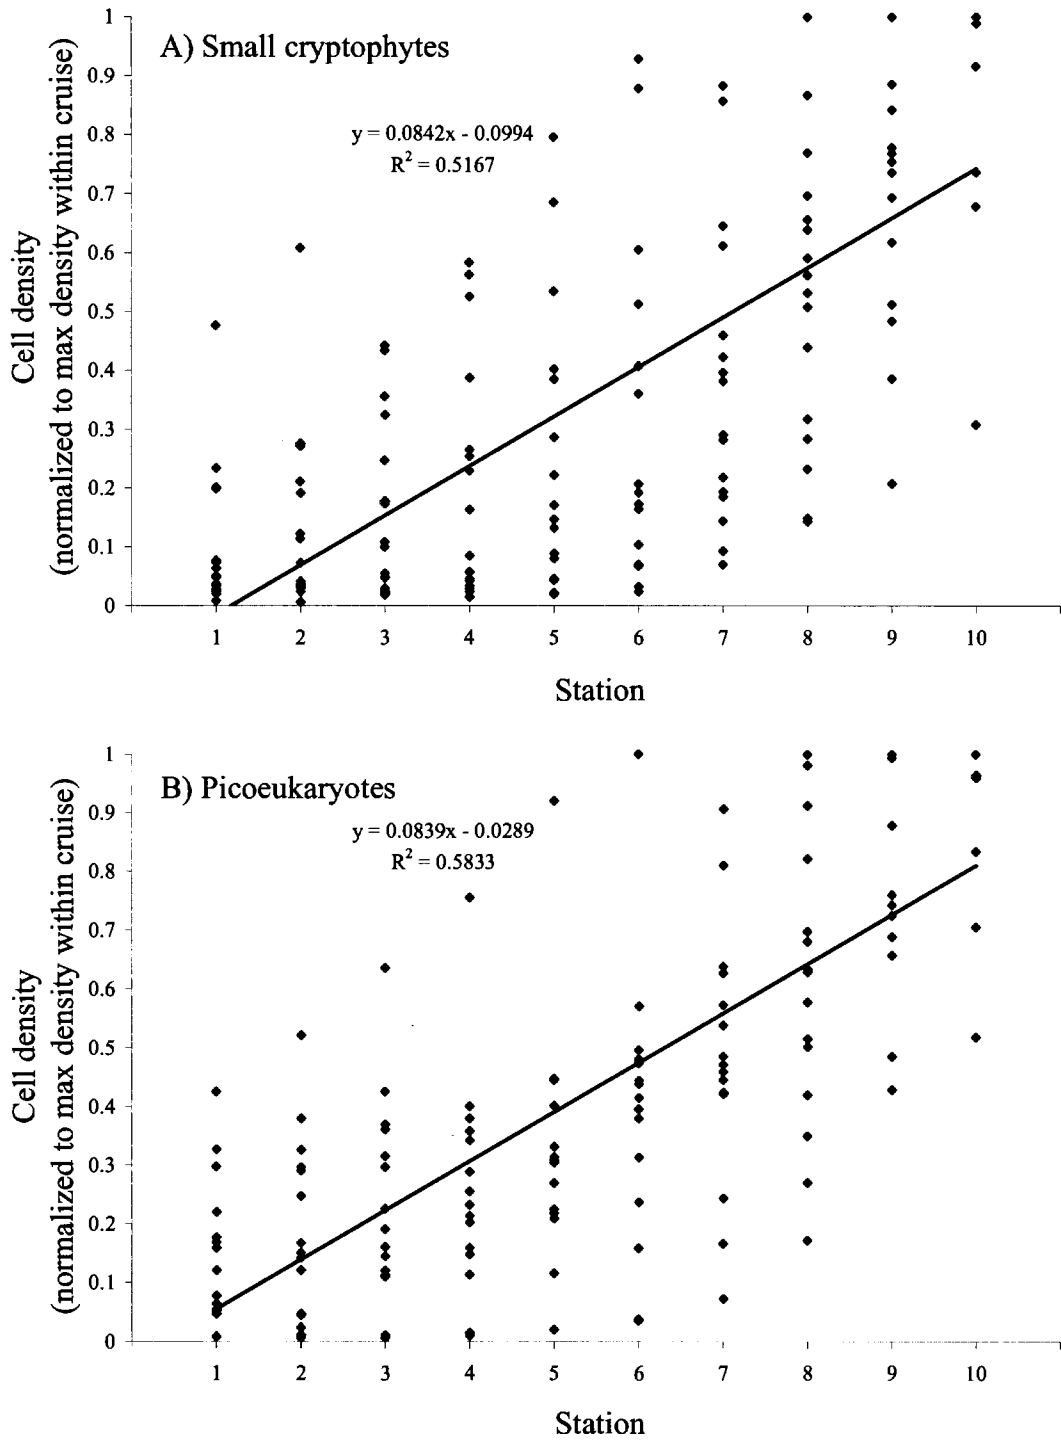 A) Small cryptophytes
y = 0.0842x - 0.0994
R² = 0.5167
Cell density
(normalized to max density within cruise)
1
0.9
0.8
0.7
0.6
0.5
0.4
0.3
0.2
0.1
0
1 2 3 4 5 6 7 8 9 10
Station
B) Picoeukaryotes
y = 0.0839x - 0.0289
R² = 0.5833
Cell density
(normalized to max density within cruise)
1
0.9
0.8
0.7
0.6
0.5
0.4
0.3
0.2
0.1
0
1 2 3 4 5 6 7 8 9 10
Station